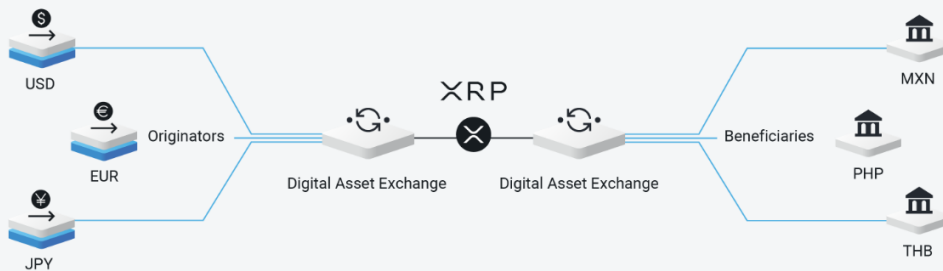 $
USD
€
EUR
¥
JPY
Originators
Digital Asset Exchange
XRP
X
Digital Asset Exchange
Beneficiaries
MXN
PHP
THB